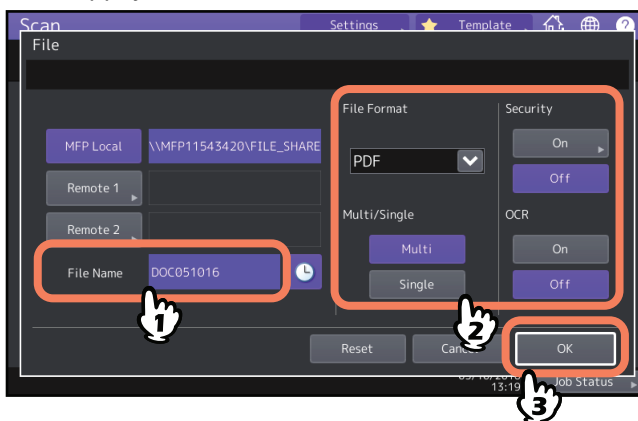 Scan Settings Template ?
File
File Format Security
MFP Local \\MFP11543420\FILE_SHARE On
PDF
Remote 1 Off
Multi/Single OCR
Remote 2
Multi On
File Name DOC051016
Single Off
1
2
Reset OK
13:19 Job Status
3